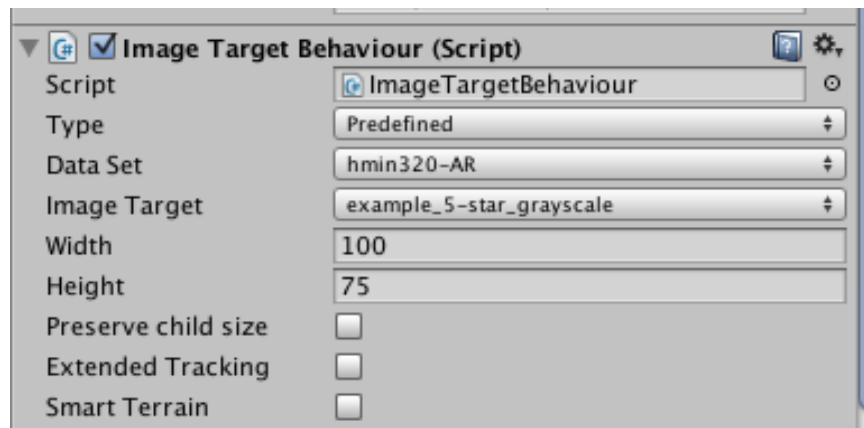 Image Target Behaviour (Script)
Script ImageTargetBehaviour
Type Predefined
Data Set hmin320-AR
Image Target example_5-star_grayscale
Width 100
Height 75
Preserve child size
Extended Tracking
Smart Terrain